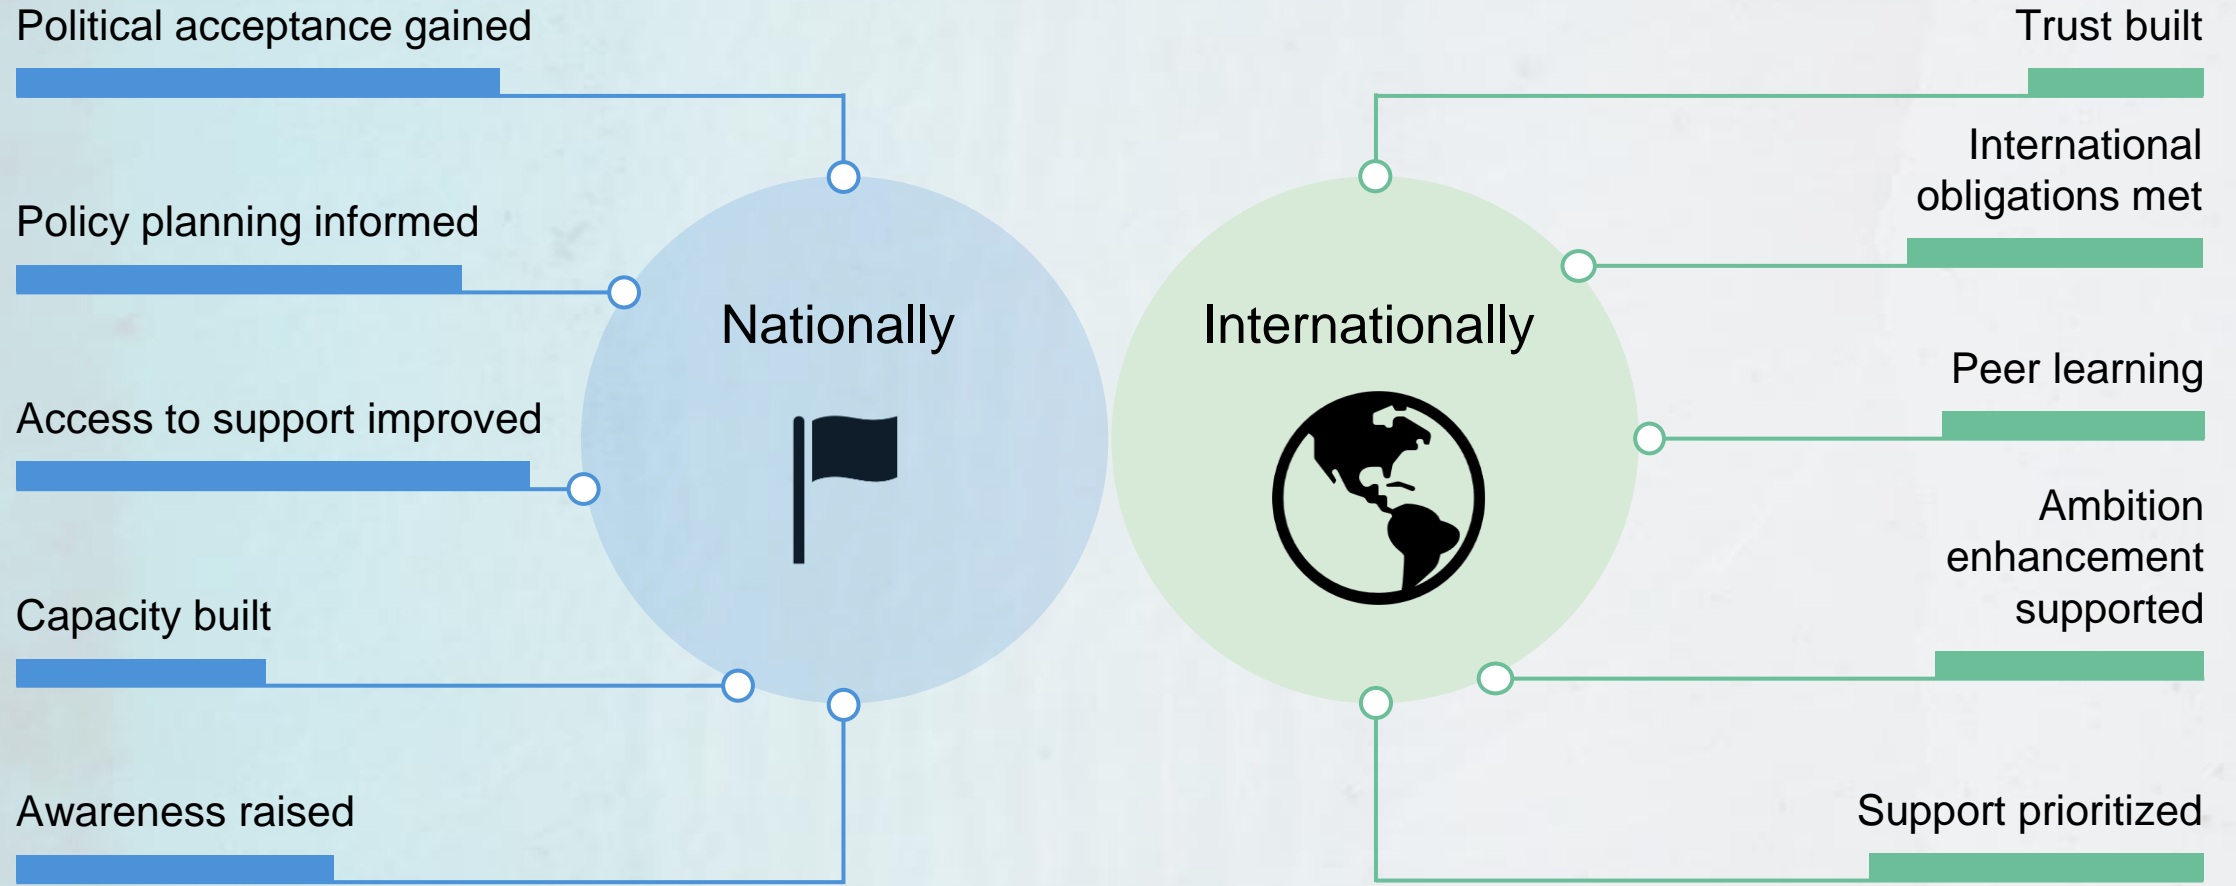 Political acceptance gained
Policy planning informed
Access to support improved
Capacity built
Awareness raised
Nationally
Internationally
Trust built
International
obligations met
Peer learning
Ambition
enhancement
supported
Support prioritized